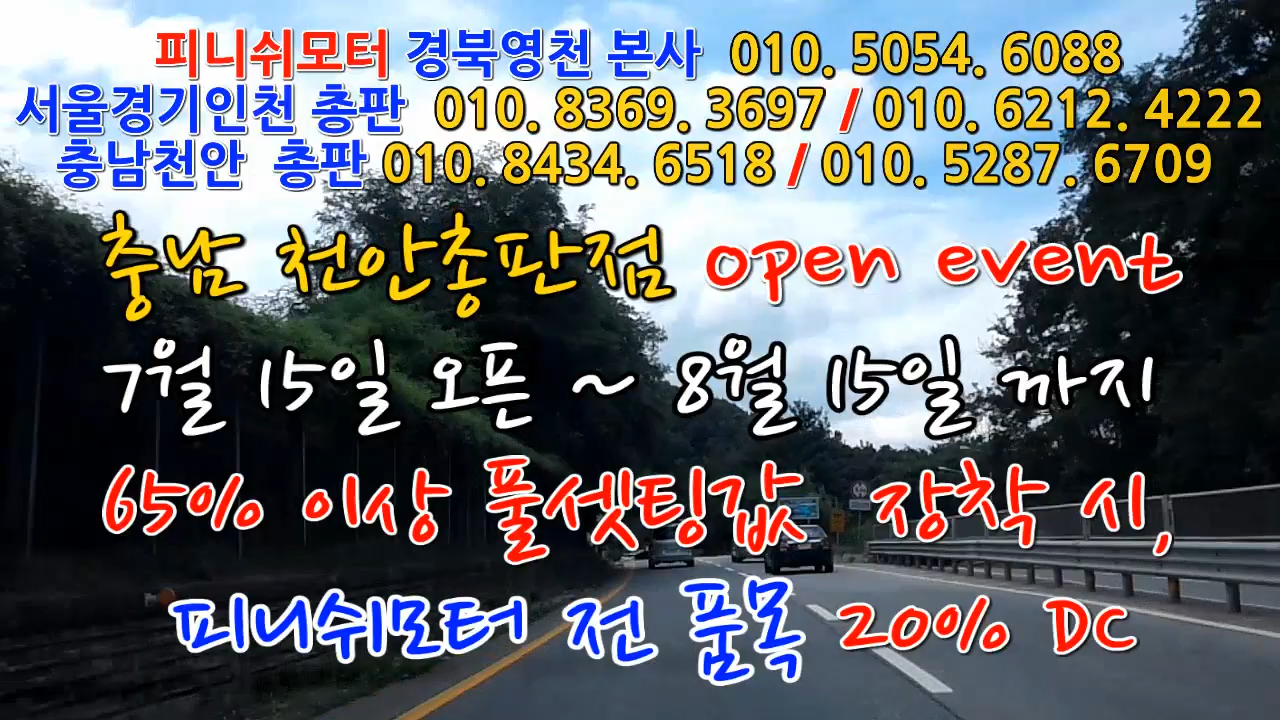 피니쉬모터 경북영천 본사 010. 5054. 6088
서울경기인천 총판 010. 8369. 3697 / 010. 6212. 4222
충남천안 총판 010. 8434. 6518 / 010. 5287. 6709
충남 천안총판점 open event
7월 15일 오픈 ~ 8월 15일 까지
65% 이상 풀셋팅값 장착 시,
피니쉬모터 전 품목 20% DC